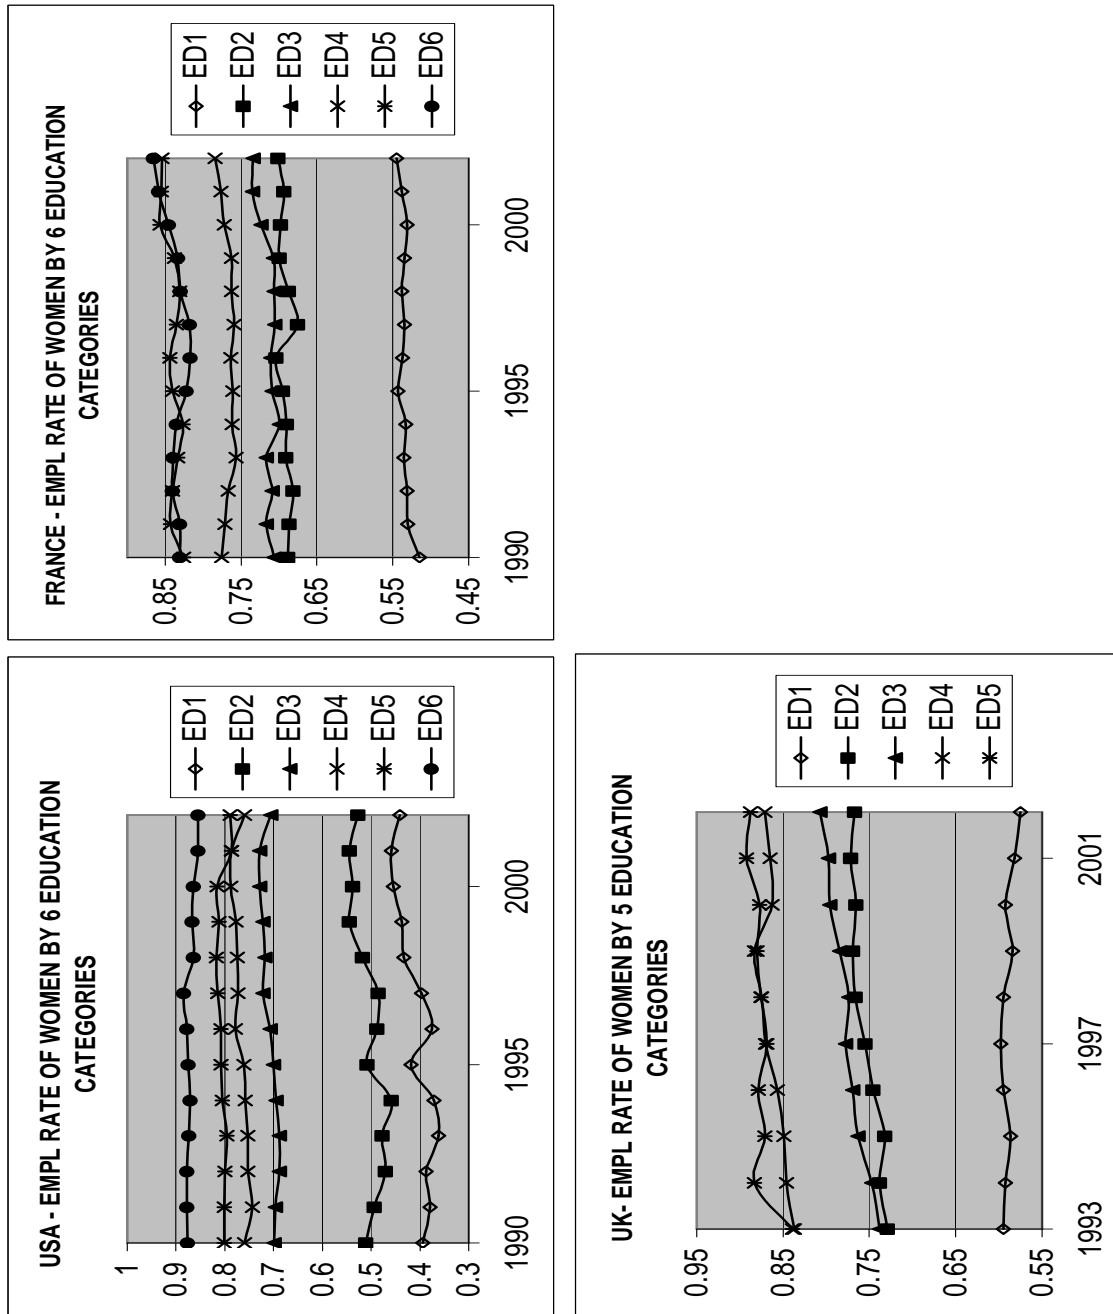 USA - EMPL RATE OF WOMEN BY 6 EDUCATION
CATEGORIES
1
0.9
0.8
0.7
0.6
0.5
0.4
0.3
1990
1995
2000
ED1
ED2
ED3
ED4
ED5
ED6
FRANCE - EMPL RATE OF WOMEN BY 6 EDUCATION
CATEGORIES
0.85
0.75
0.65
0.55
0.45
1990
1995
2000
ED1
ED2
ED3
ED4
ED5
ED6
UK- EMPL RATE OF WOMEN BY 5 EDUCATION
CATEGORIES
0.95
0.85
0.75
0.65
0.55
1993
1997
2001
ED1
ED2
ED3
ED4
ED5